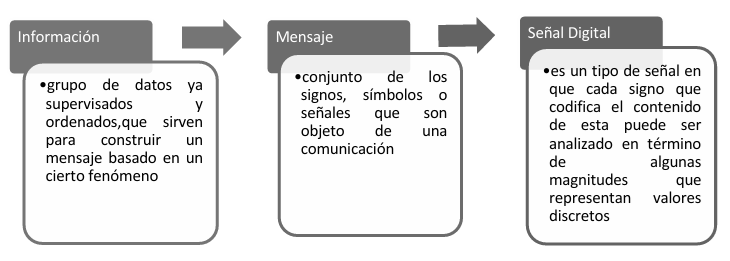 Información
•grupo de datos ya
supervisados y
ordenados,que sirven
para construir un
mensaje basado en un
cierto fenómeno
Mensaje
•conjunto de los
signos, símbolos o
señales que son
objeto de una
comunicación
Señal Digital
•es un tipo de señal en
que cada signo que
codifica el contenido
de esta puede ser
analizado en término
de algunas
magnitudes que
representan valores
discretos